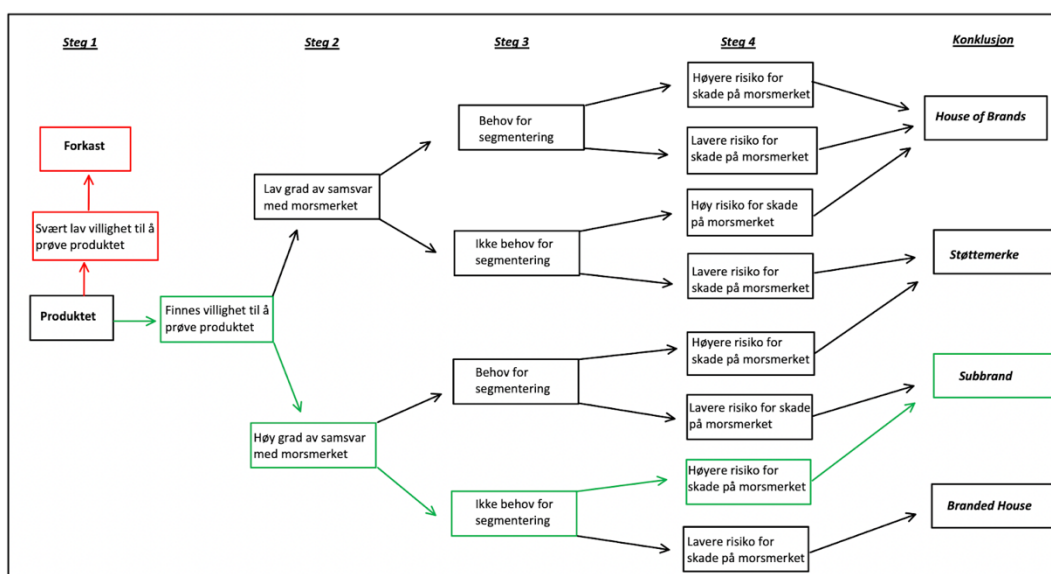 Steg 1
Steg 2
Steg 3
Steg 4
Konklusjon
Forkast
Svært lav villighet til å
prøve produktet
Produktet
Finnes villighet til å
prøve produktet
Lav grad av samsvar
med morsmerket
Høy grad av samsvar
med morsmerket
Behov for
segmentering
Ikke behov for
segmentering
Behov for
segmentering
Ikke behov for
segmentering
Høyere risiko for
skade på morsmerket
Lavere risiko for
skade på morsmerket
Høy risiko for skade
på morsmerket
Lavere risiko for
skade på morsmerket
Høyere risiko for
skade på morsmerket
Lavere risiko for skade
på morsmerket
Høyere risiko for
skade på morsmerket
Lavere risiko for
skade på morsmerket
House of Brands
Støttemerke
Subbrand
Branded House